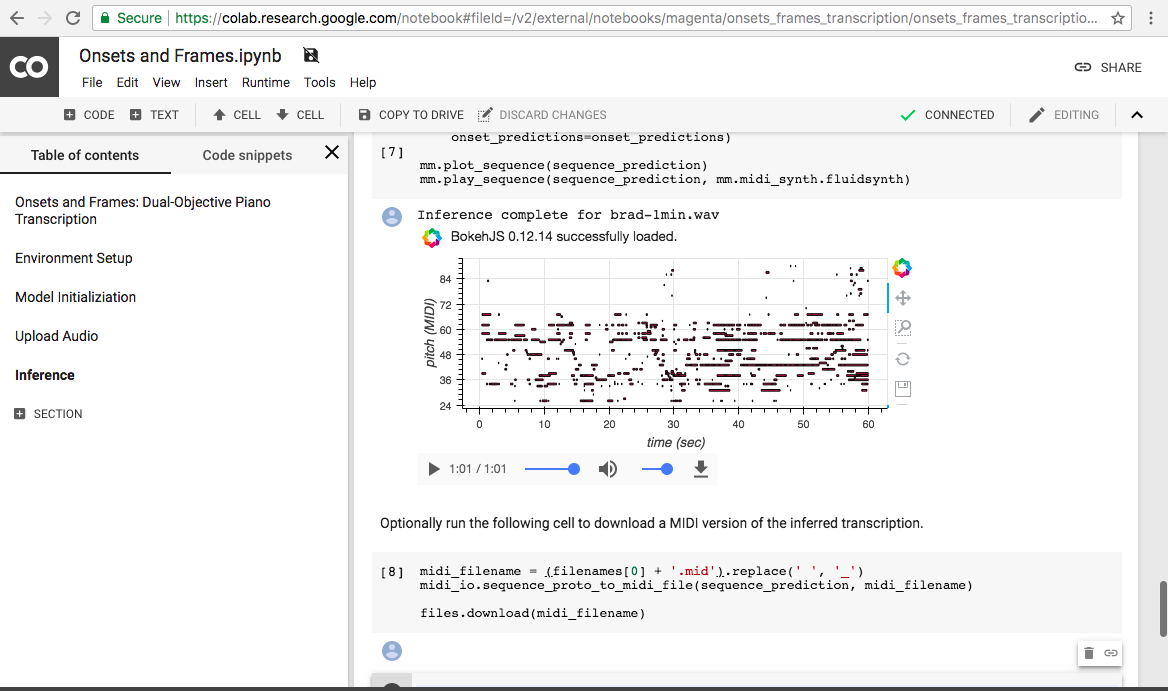 Secure
https://colab.research.google.com/notebook#fileId=/v2/external/notebooks/magenta/onsets_frames_transcription/onsets_frames_transcriptio...
CO
Onsets and Frames.ipynb
File Edit View Insert Runtime Tools Help
SHARE
CODE TEXT CELL CELL COPY TO DRIVE DISCARD CHANGES CONNECTED EDITING
Table of contents
Code snippets
Onsets and Frames: Dual-Objective Piano
Transcription
Environment Setup
Model Initializiation
Upload Audio
Inference
SECTION
onset_predictions=onset_predictions)
[7]
mm.plot_sequence(sequence_prediction)
mm.play_sequence(sequence_prediction, mm.midi_synth.fluidsynth)
Inference complete for brad-1min.wav
BokehJS 0.12.14 successfully loaded.
pitch (MIDI)
84
72
60
48
36
24
0 10 20 30 40 50 60
time (sec)
1:01 / 1:01
Optionally run the following cell to download a MIDI version of the inferred transcription.
[8] midi_filename = (filenames[0] + '.mid').replace(' ', '_')
midi_io.sequence_proto_to_midi_file(sequence_prediction, midi_filename)
files.download(midi_filename)